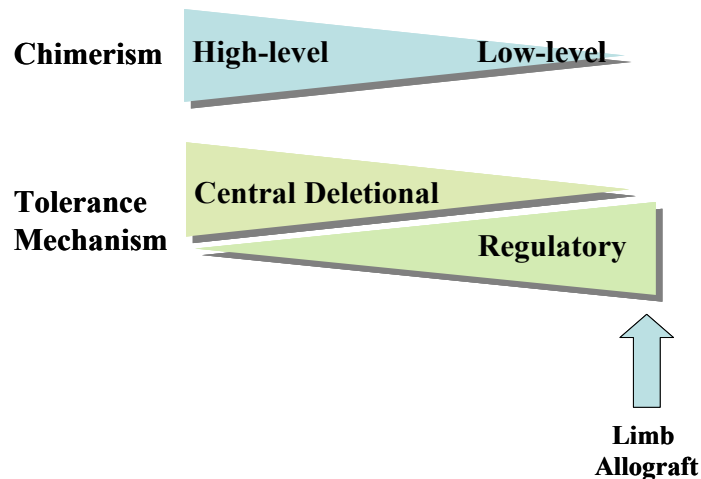 Chimerism
High-level
Low-level
Tolerance
Mechanism
Central Deletional
Regulatory
Limb
Allograft